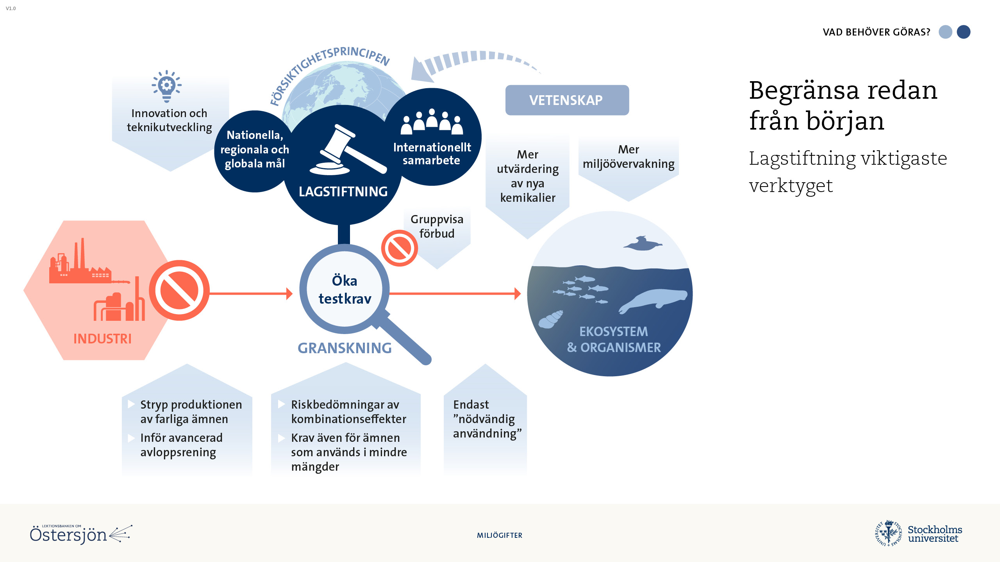 V1.0
VAD BEHÖVER GÖRAS?
Begränsa redan
från början
Lagstiftning viktigaste
verktyget
FÖRSIKTIGHETSPRINCIPEN
Innovation och
teknikutveckling
Nationella,
regionala och
globala mål
LAGSTIFTNING
Internationellt
samarbete
VETENSKAP
Mer
utvärdering
av nya
kemikalier
Mer
miljöövervakning
Gruppvisa
förbud
INDUSTRI
Öka
testkrav
GRANSKNING
EKOSYSTEM
& ORGANISMER
Stryp produktionen
av farliga ämnen
Inför avancerad
avloppsrening
Riskbedömningar av
kombinationseffekter
Krav även för ämnen
som används i mindre
mängder
Endast
”nödvändig
användning”
LEKTIONSBANKEN OM
Östersjön
MILJÖGIFTER
STOCKHOLMS UNIVERSITET
Stockholms
universitet